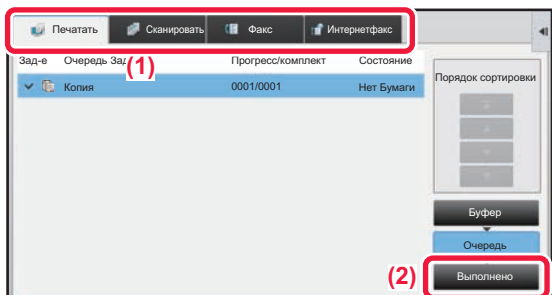 Печатать Сканировать Факс Интернетфакс
Зад-е Очередь Зад Прогресс/комплект Состояние
(1)
Копия 0001/0001 Нет Бумаги
Порядок сортировки
Буфер
Очередь
(2) Выполнено